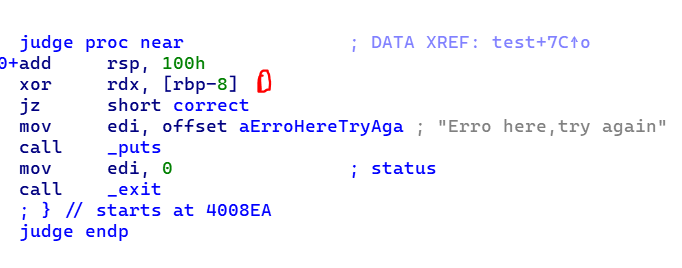 judge proc near ; DATA XREF: test+7C↑o
0+add rsp, 100h
xor rdx, [rbp-8]
jz short correct
mov edi, offset aErroHereTryAga ; "Erro here,try again"
call _puts
mov edi, 0 ; status
call _exit
; } // starts at 4008EA
judge endp